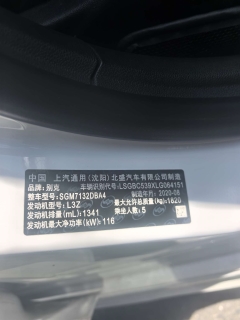 中国 上汽通用(沈阳)北盛汽车有限公司制造
品牌:别克 制造年月:2020-08
车辆识别代号:LSGBC539XLG064151
整车型号:SGM7132DBA4
发动机型号:L3Z 最大允许总质量(kg):1820
发动机排量(mL):1341 乘坐人数:5
发动机最大净功率(kW):116